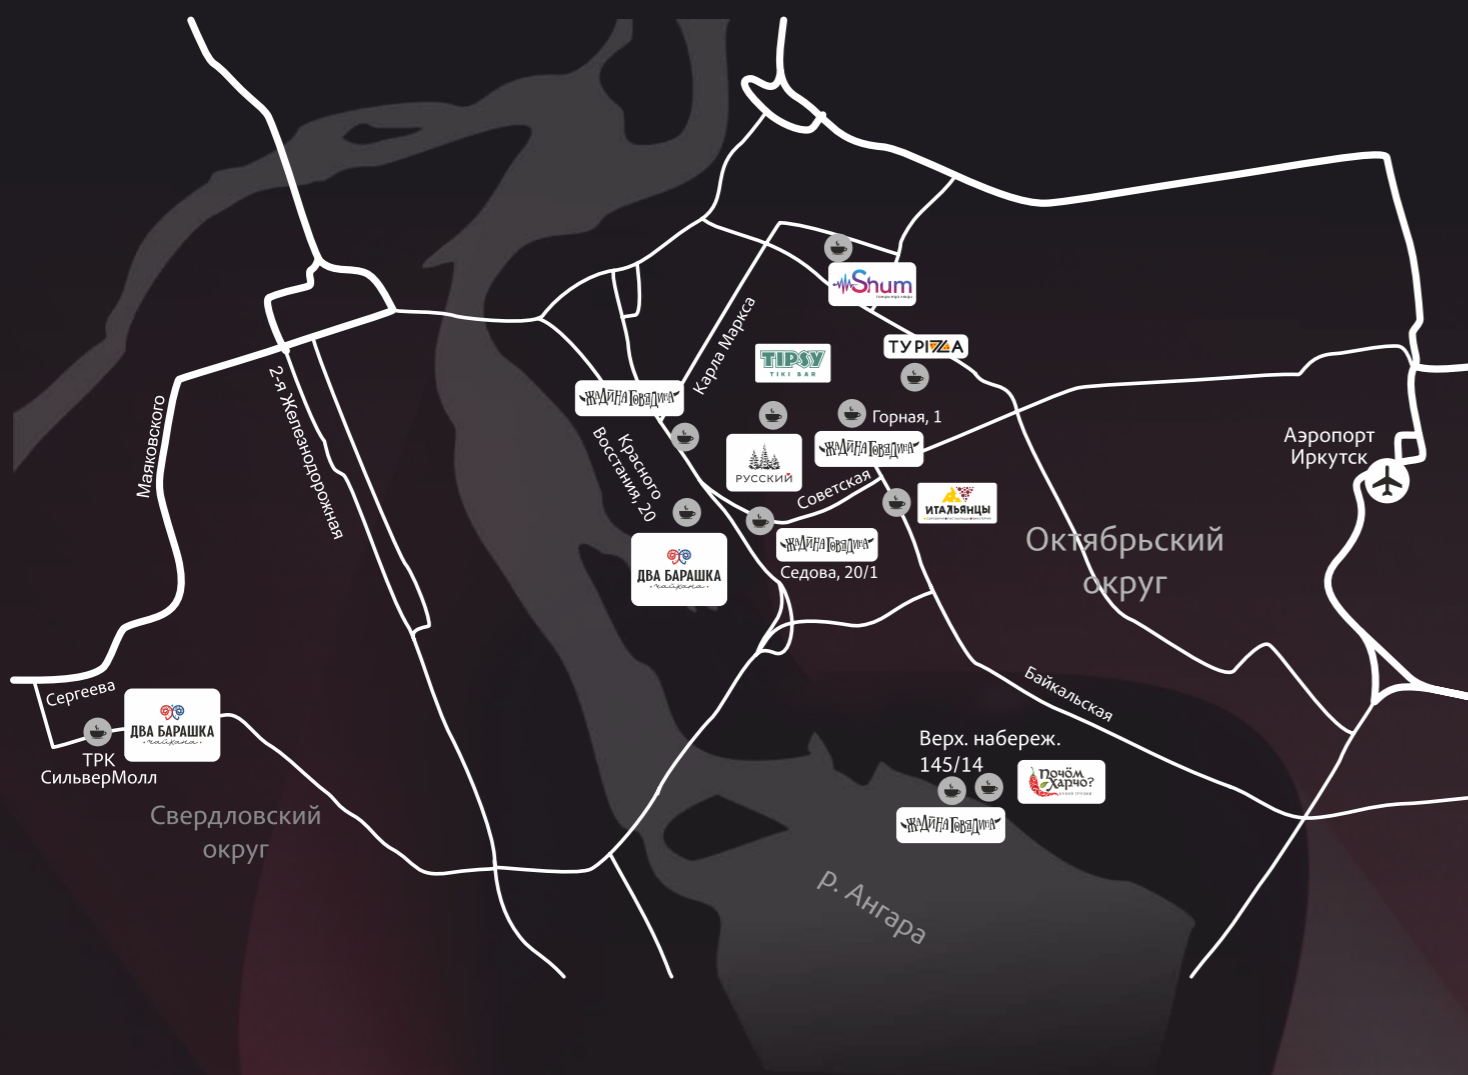 Shum
Карла Маркса
TIPSY
TIKI BAR
ТУ PIZZA
2-я Железнодорожная
Маяковского
ЖАДИНА ГОВЯДИНА
Горная, 1
Красного
Восстания, 20
РУССКИЙ
ЖАДИНА ГОВЯДИНА
Аэропорт
Иркутск
Советская
ИТАЛЬЯНЦЫ
ЖАДИНА ГОВЯДИНА
Седова, 20/1
Октябрьский
округ
ДВА БАРАШКА
чайхана
Сергеева
ДВА БАРАШКА
чайхана
ТРК
СильверМолл
Байкальская
Верх. набереж.
145/14
Почём
Харчо?
ЖАДИНА ГОВЯДИНА
Свердловский
округ
р. Ангара